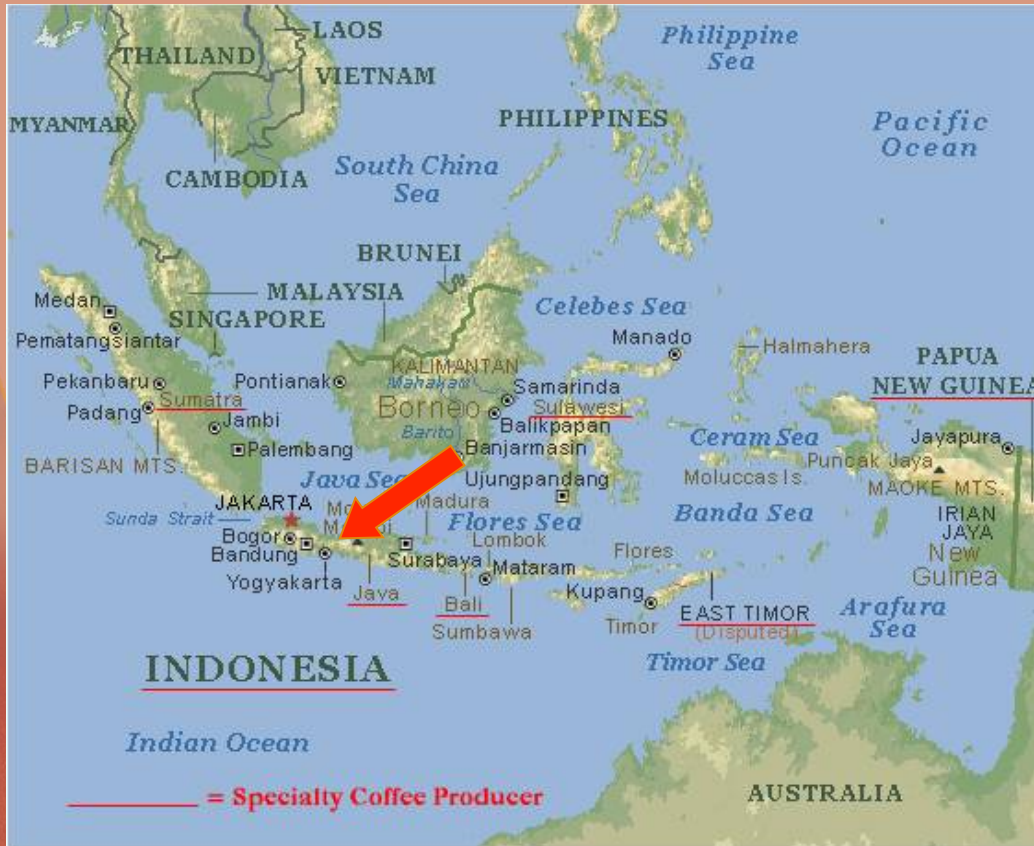 LAOS
Philippine
Sea
THAILAND
VIETNAM
MYANMAR
PHILIPPINES
Pacific
Ocean
CAMBODIA
South China
Sea
BRUNEI
MALAYSIA
Celebes Sea
Medan
SINGAPORE
Manado
Pematangsiantar
Halmahera
PAPUA
NEW GUINEA
KALIMANTAN
Pekanbaru
Pontianak
Mahakam
Samarinda
Sumatra
Borneo
Sulawesi
Padang
Balikpapan
Jambi
Barito
Ceram Sea
Jayapura
Palembang
Banjarmasin
Puncak Jaya
BARISAN MTS.
Java Sea
Ujungpandang
Moluccas Is.
MAOKE MTS.
JAKARTA
Madura
Sunda Strait
Flores Sea
Banda Sea
IRIAN
JAYA
Bogor
Lombok
Bandung
Surabaya
Flores
New
Guinea
Yogyakarta
Mataram
Java
Bali
Kupang
EAST TIMOR
(Disputed)
Arafura
Sea
Sumbawa
Timor
INDONESIA
Timor Sea
Indian Ocean
AUSTRALIA
= Specialty Coffee Producer